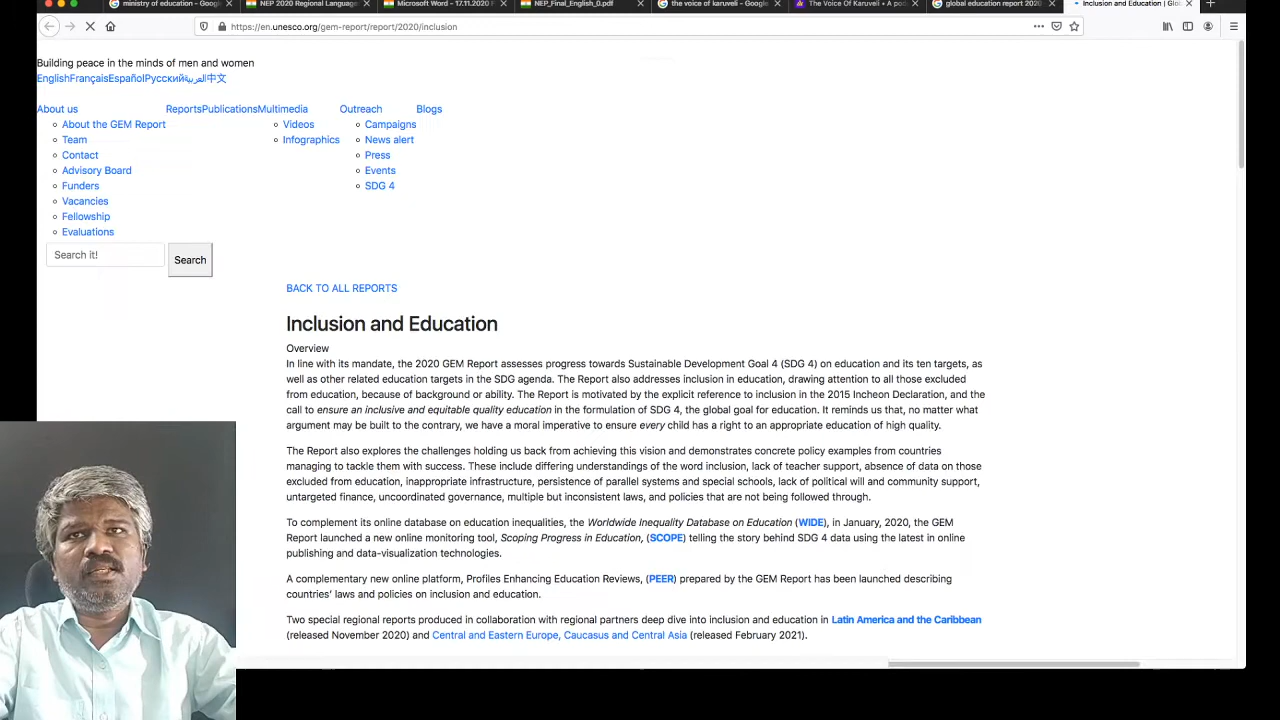 ministry of education - Googl
NEP 2020 Regional Language
Microsoft Word - 17.11.2020 F
NEP_Final_English_0.pdf
the voice of karuveli - Google
The Voice Of Karuveli • A po
global education report 2020
Inclusion and Education | Glo
https://en.unesco.org/gem-report/report/2020/inclusion
Building peace in the minds of men and women
EnglishFrançaisEspañolРусскийالعربية中文
About us
ReportsPublicationsMultimedia
Outreach
Blogs
About the GEM Report
Videos
Campaigns
Team
Infographics
News alert
Contact
Press
Advisory Board
Events
Funders
SDG 4
Vacancies
Fellowship
Evaluations
Search it!
Search
BACK TO ALL REPORTS
Inclusion and Education
Overview
In line with its mandate, the 2020 GEM Report assesses progress towards Sustainable Development Goal 4 (SDG 4) on education and its ten targets, as
well as other related education targets in the SDG agenda. The Report also addresses inclusion in education, drawing attention to all those excluded
from education, because of background or ability. The Report is motivated by the explicit reference to inclusion in the 2015 Incheon Declaration, and the
call to ensure an inclusive and equitable quality education in the formulation of SDG 4, the global goal for education. It reminds us that, no matter what
argument may be built to the contrary, we have a moral imperative to ensure every child has a right to an appropriate education of high quality.
The Report also explores the challenges holding us back from achieving this vision and demonstrates concrete policy examples from countries
managing to tackle them with success. These include differing understandings of the word inclusion, lack of teacher support, absence of data on those
excluded from education, inappropriate infrastructure, persistence of parallel systems and special schools, lack of political will and community support,
untargeted finance, uncoordinated governance, multiple but inconsistent laws, and policies that are not being followed through.
To complement its online database on education inequalities, the Worldwide Inequality Database on Education (WIDE), in January, 2020, the GEM
Report launched a new online monitoring tool, Scoping Progress in Education, (SCOPE) telling the story behind SDG 4 data using the latest in online
publishing and data-visualization technologies.
A complementary new online platform, Profiles Enhancing Education Reviews, (PEER) prepared by the GEM Report has been launched describing
countries' laws and policies on inclusion and education.
Two special regional reports produced in collaboration with regional partners deep dive into inclusion and education in Latin America and the Caribbean
(released November 2020) and Central and Eastern Europe, Caucasus and Central Asia (released February 2021).